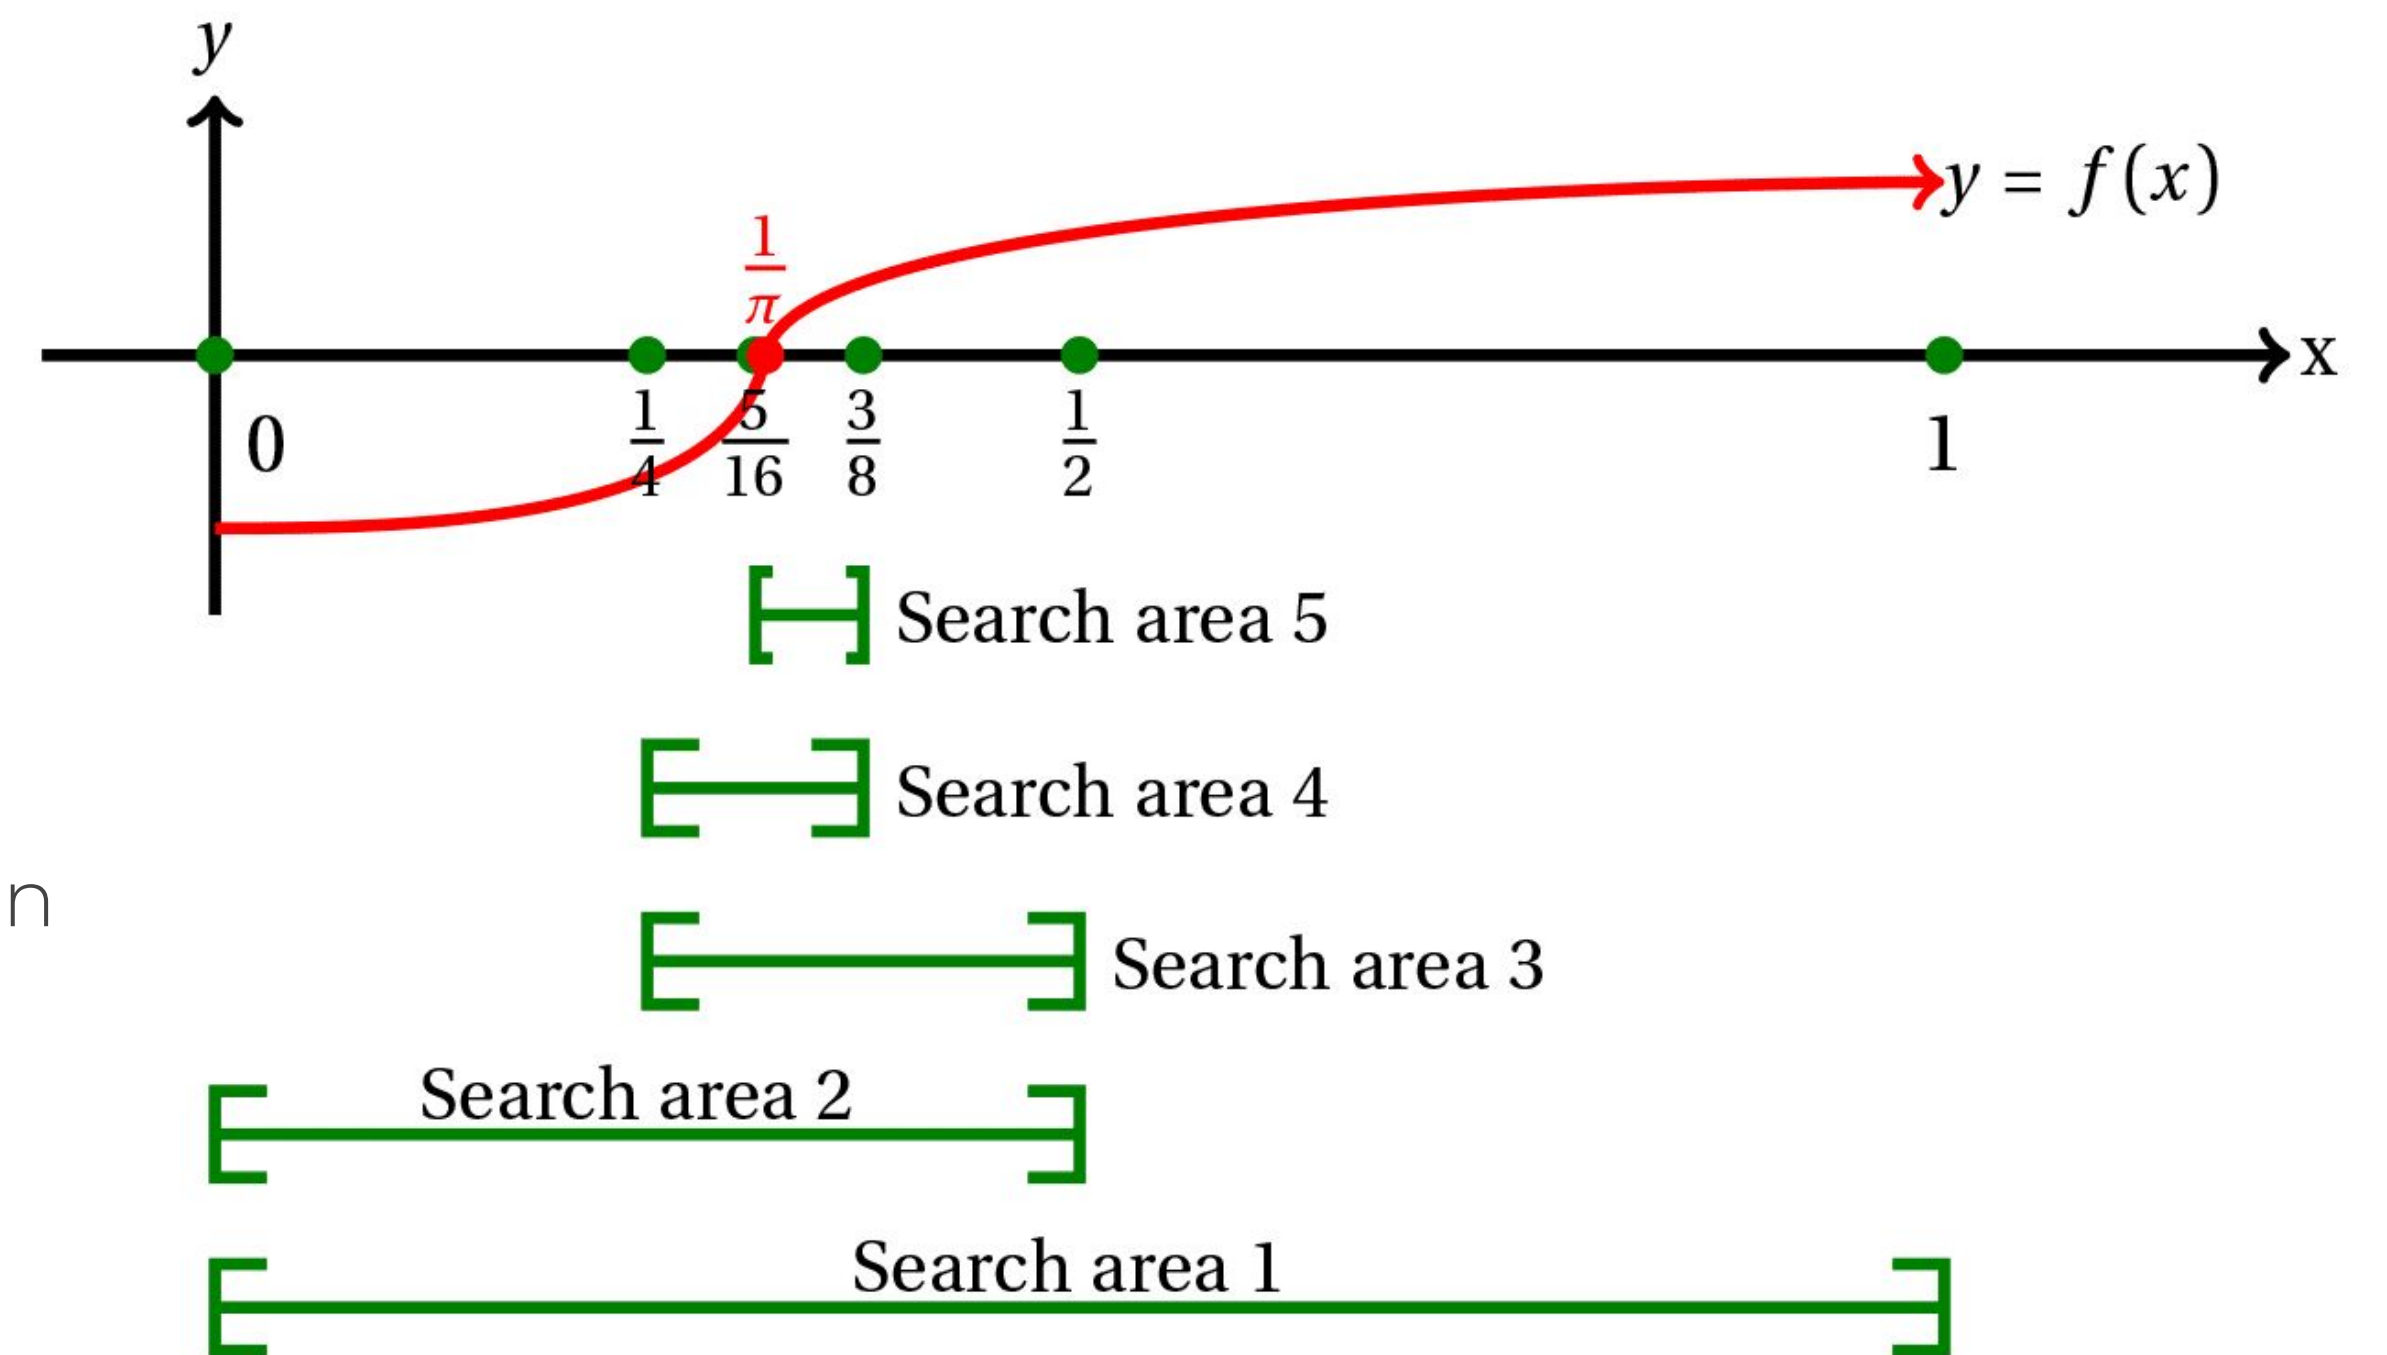 y
y = f(x)
1/π
x
0
1/4
5/16
3/8
1/2
1
Search area 5
Search area 4
n
Search area 3
Search area 2
Search area 1